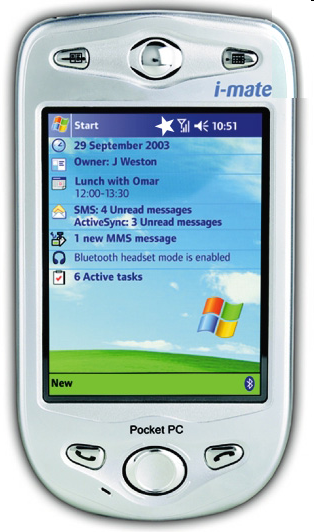 i-mate
Start 10:51
29 September 2003
Owner: J Weston
Lunch with Omar
12:00-13:30
SMS: 4 Unread messages
ActiveSync: 3 Unread messages
1 new MMS message
Bluetooth headset mode is enabled
6 Active tasks
New
Pocket PC